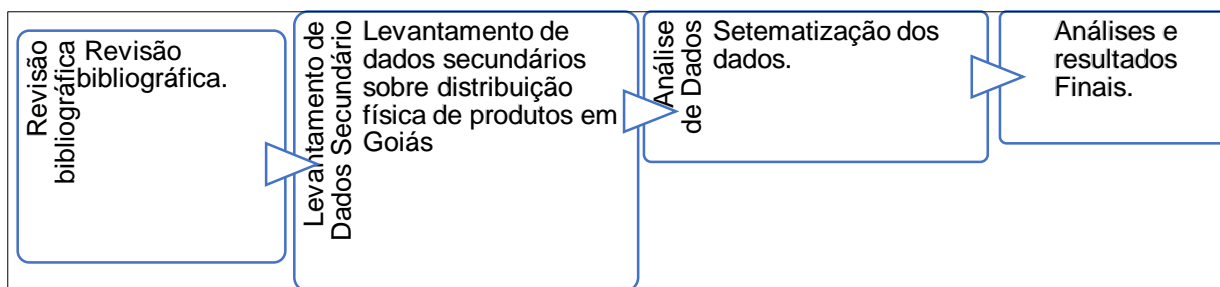 Revisão
bibliográfica
Revisão
bibliográfica.
Levantamento de
Dados Secundário
Levantamento de
dados secundários
sobre distribuição
física de produtos em
Goiás
Análise
de Dados
Setematização dos
dados.
Análises e
resultados
Finais.